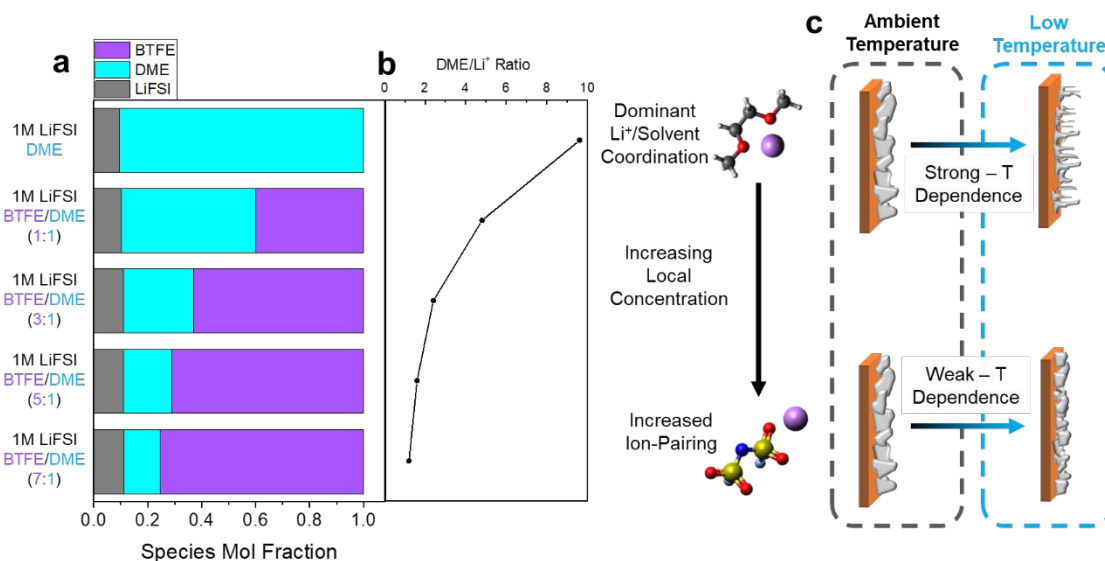 a
BTFE
DME
LiFSI
1M LiFSI
DME
1M LiFSI
BTFE/DME
(1:1)
1M LiFSI
BTFE/DME
(3:1)
1M LiFSI
BTFE/DME
(5:1)
1M LiFSI
BTFE/DME
(7:1)
0.0 0.2 0.4 0.6 0.8 1.0
Species Mol Fraction
b
DME/Li⁺ Ratio
0 2 4 6 8 10
Dominant
Li⁺/Solvent
Coordination
Increasing
Local
Concentration
Increased
Ion-Pairing
c
Ambient
Temperature
Low
Temperature
Strong – T
Dependence
Weak – T
Dependence